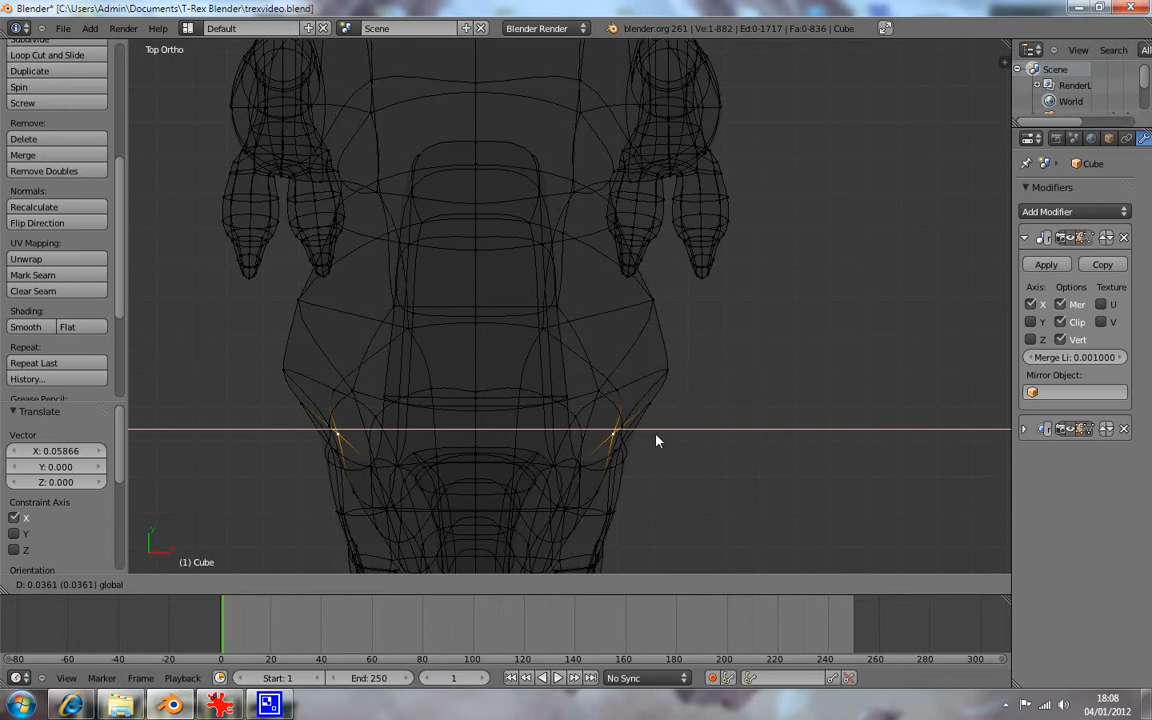 Blender* [C:\Users\Admin\Documents\T-Rex Blender\trexvideo.blend]
File Add Render Help Default Scene Blender Render blender.org 261 | Ve:1-882 | Ed:0-1717 | Fa:0-836 | Cube
View Search All
Top Ortho
Loop Cut and Slide
Duplicate
Spin
Screw
Remove:
Delete
Merge
Remove Doubles
Normals:
Recalculate
Flip Direction
UV Mapping:
Unwrap
Mark Seam
Clear Seam
Shading:
Smooth Flat
Repeat:
Repeat Last
History...
Translate
Vector
X: 0.05866
Y: 0.000
Z: 0.000
Constraint Axis
X
Y
Z
Orientation
y
(1) Cube
D: 0.0361 (0.0361) global
Scene
RenderL
World
Cube
Modifiers
Add Modifier
Apply Copy
Axis: Options Texture
X Mer U
Y Clip V
Z Vert
Merge Li: 0.001000
Mirror Object:
-80 -60 -40 -20 0 20 40 60 80 100 120 140 160 180 200 220 240 260 280 300
View Marker Frame Playback Start: 1 End: 250 1 No Sync
18:08
04/01/2012